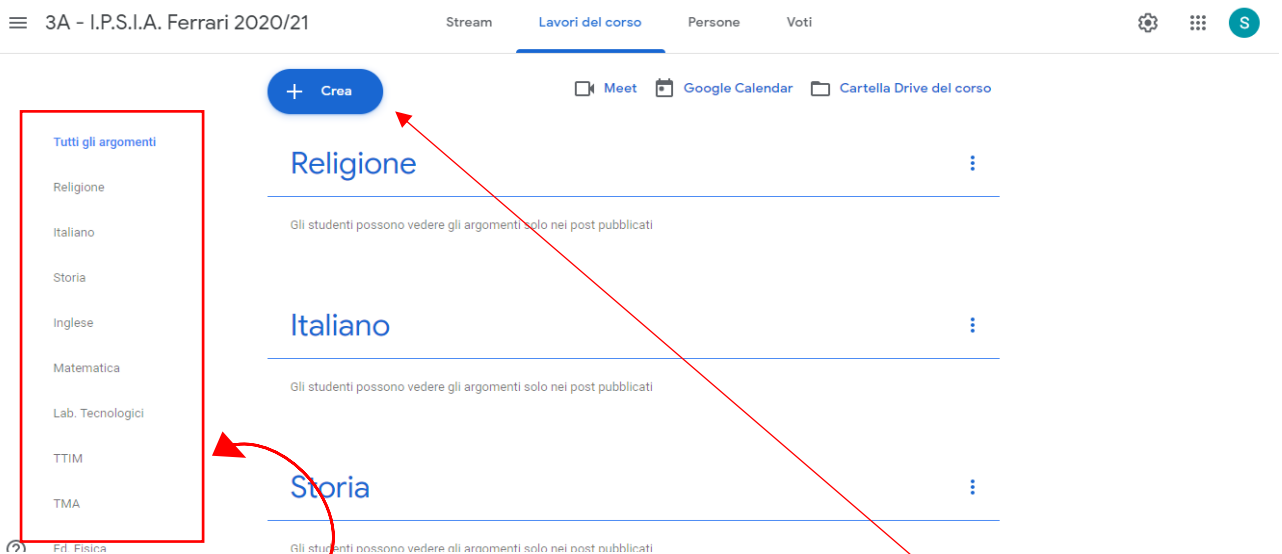 3A - I.P.S.I.A. Ferrari 2020/21
Stream
Lavori del corso
Persone
Voti
S
Crea
Meet
Google Calendar
Cartella Drive del corso
Tutti gli argomenti
Religione
Italiano
Storia
Inglese
Matematica
Lab. Tecnologici
TTIM
TMA
Ed. Fisica
Religione
Gli studenti possono vedere gli argomenti solo nei post pubblicati
Italiano
Gli studenti possono vedere gli argomenti solo nei post pubblicati
Storia
Gli studenti possono vedere gli argomenti solo nei post pubblicati